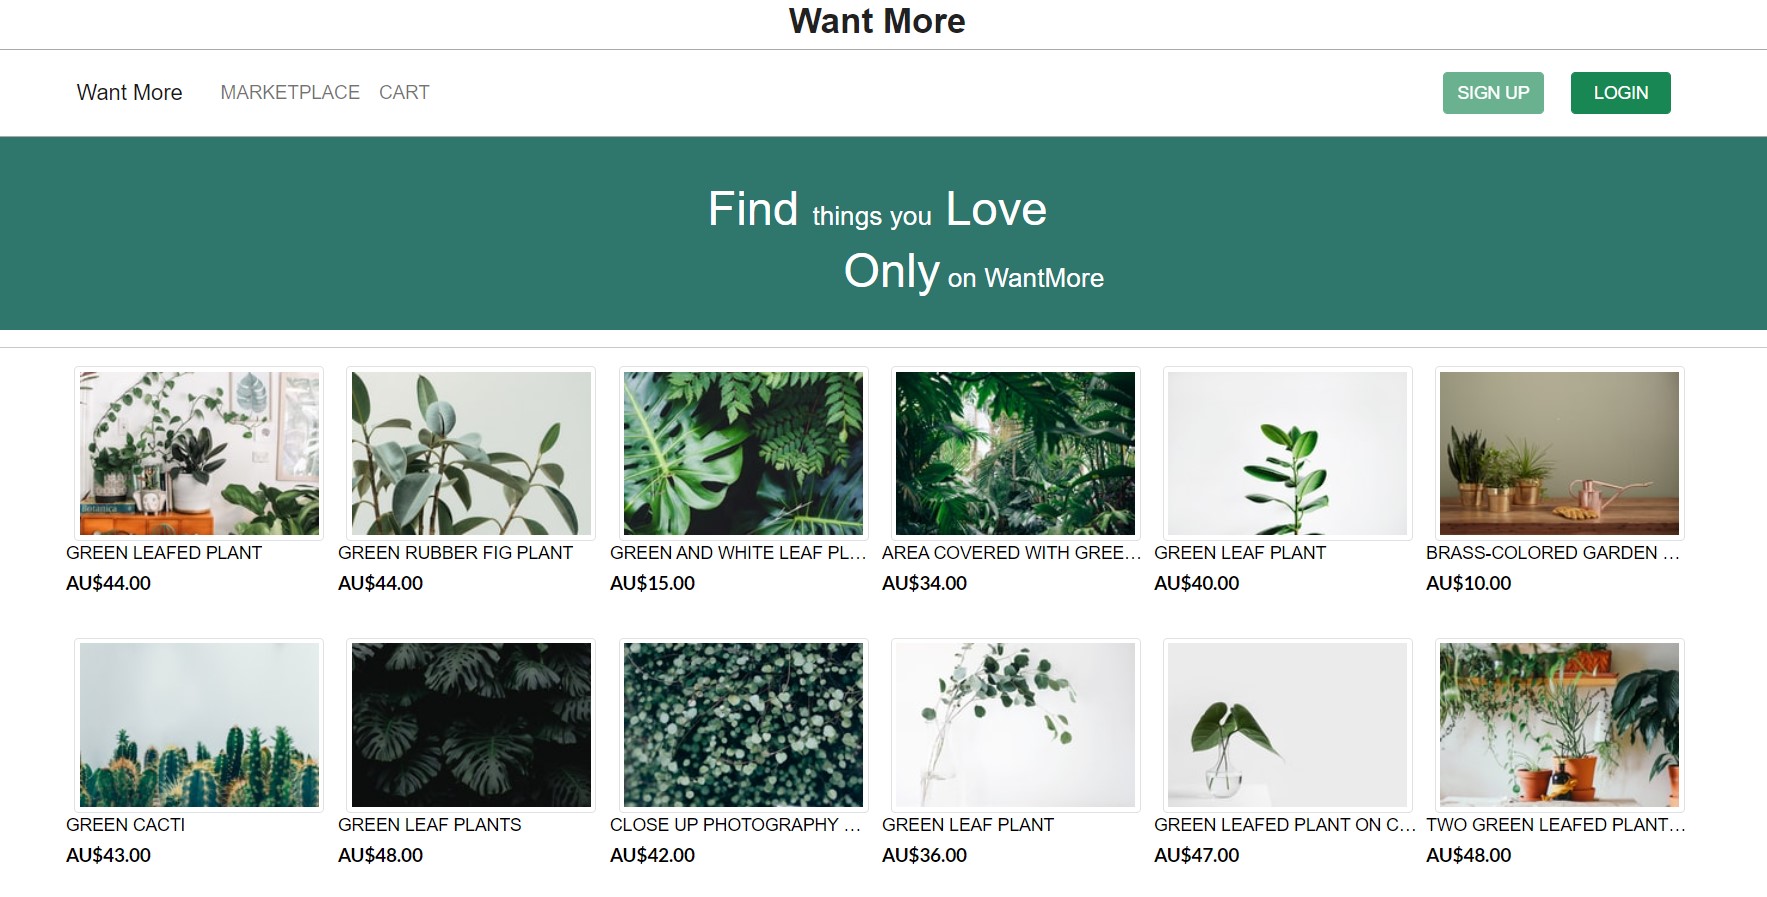 Want More
Want More MARKETPLACE CART SIGN UP LOGIN
Find things you Love
Only on WantMore
Botanica
GREEN LEAFED PLANT GREEN RUBBER FIG PLANT GREEN AND WHITE LEAF PL... AREA COVERED WITH GREE... GREEN LEAF PLANT BRASS-COLORED GARDEN ...
AU$44.00 AU$44.00 AU$15.00 AU$34.00 AU$40.00 AU$10.00
GREEN CACTI GREEN LEAF PLANTS CLOSE UP PHOTOGRAPHY ... GREEN LEAF PLANT GREEN LEAFED PLANT ON C... TWO GREEN LEAFED PLANT...
AU$43.00 AU$48.00 AU$42.00 AU$36.00 AU$47.00 AU$48.00